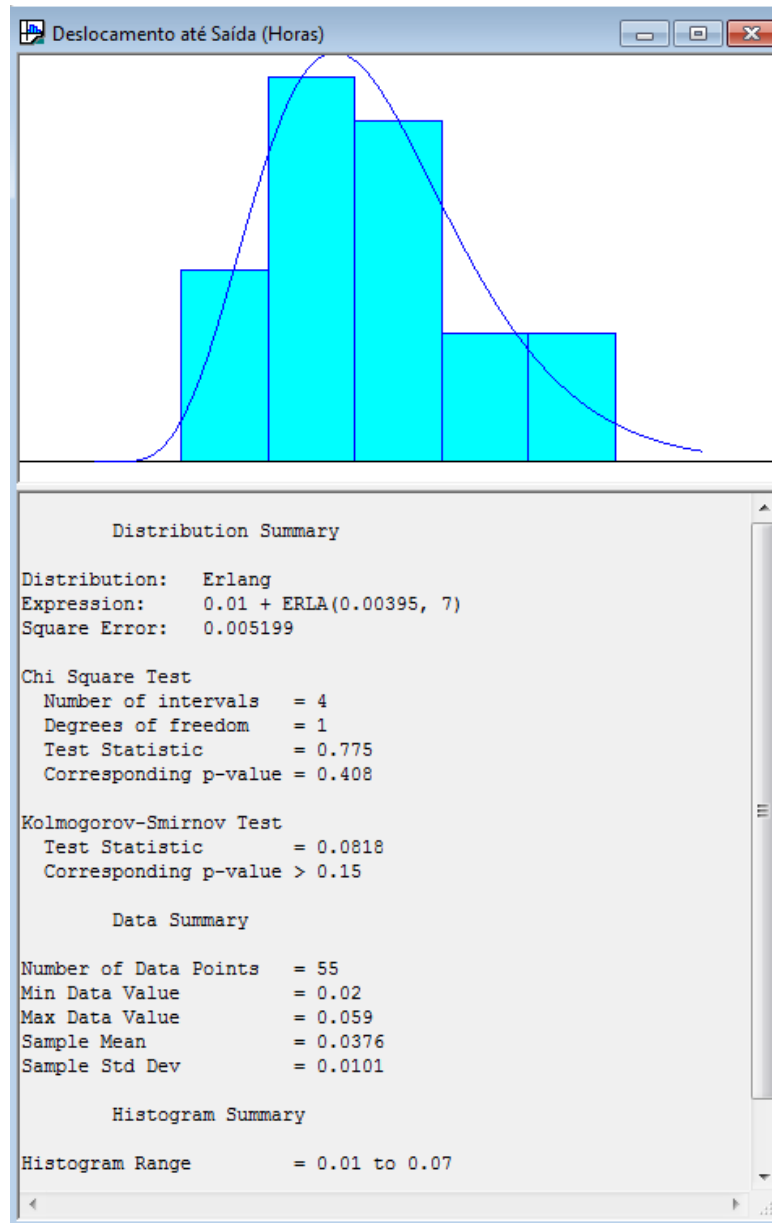 Deslocamento até Saída (Horas)
Distribution Summary
Distribution: Erlang
Expression: 0.01 + ERLA(0.00395, 7)
Square Error: 0.005199
Chi Square Test
Number of intervals = 4
Degrees of freedom = 1
Test Statistic = 0.775
Corresponding p-value = 0.408
Kolmogorov-Smirnov Test
Test Statistic = 0.0818
Corresponding p-value > 0.15
Data Summary
Number of Data Points = 55
Min Data Value = 0.02
Max Data Value = 0.059
Sample Mean = 0.0376
Sample Std Dev = 0.0101
Histogram Summary
Histogram Range = 0.01 to 0.07